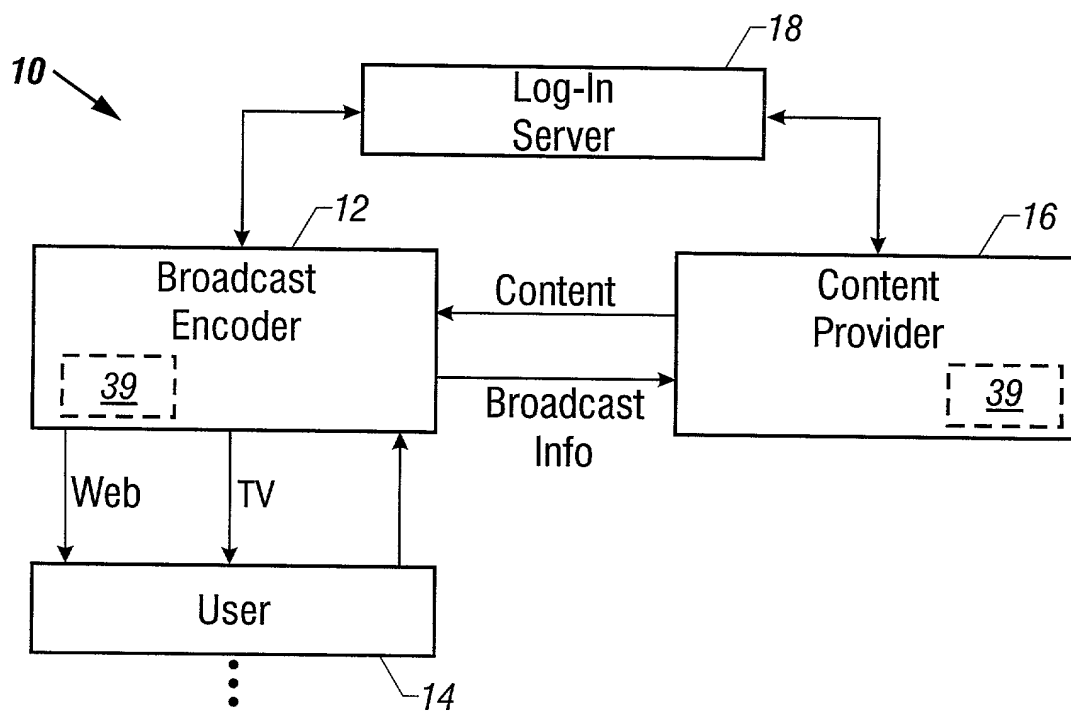 18
10
Log-In
Server
12
16
Broadcast
Encoder
Content
Content
Provider
39
39
Broadcast
Info
Web
TV
User
14